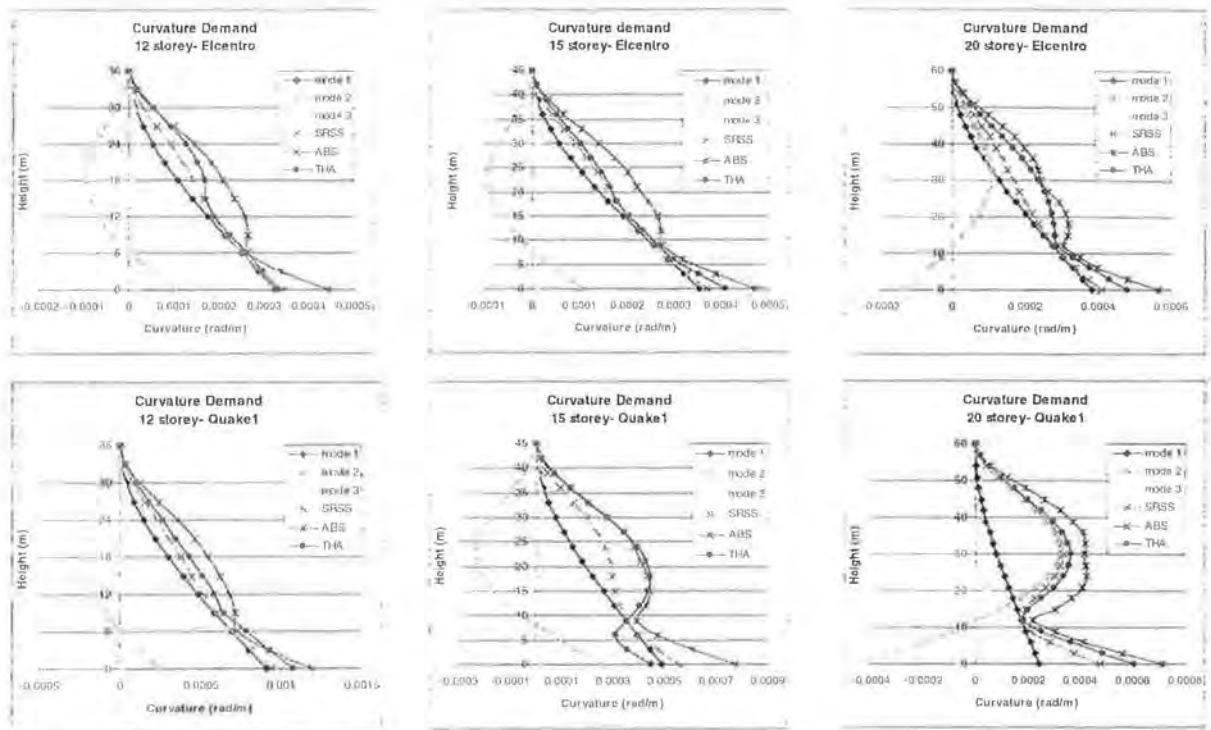 Curvature Demand
12 storey- Elcentro
36
30
24
18
12
6
0
Height (m)
-0.0002 -0.0001 0 0.0001 0.0002 0.0003 0.0004 0.0005
Curvature (rad/m)
mode 1
mode 2
mode 3
SRSS
ABS
THA
Curvature demand
15 storey- Elcentro
45
40
35
30
25
20
15
10
5
0
Height (m)
0 0.0001 0.0002 0.0003 0.0004 0.0005
Curvature (rad/m)
mode 1
mode 3
SRSS
ABS
THA
Curvature Demand
20 storey- Elcentro
60
50
40
30
20
10
0
Height (m)
-0.0002 0 0.0002 0.0004 0.0006
Curvature (rad/m)
mode 1
mode 2
mode 3
SRSS
ABS
THA
Curvature Demand
12 storey- Quake1
30
24
18
12
0
Height (m)
-0.0005 0 0.001 0.0015
Curvature (rad/m)
mode 1
mode 2
mode 3
SRSS
ABS
THA
Curvature Demand
15 storey- Quake1
45
40
35
30
25
20
15
10
5
0
Height (m)
0.0001 0.0003 0.0005 0.0007 0.0009
Curvature (rad/m)
mode 1
mode 2
SRSS
ABS
THA
Curvature Demand
20 storey- Quake1
60
50
40
30
20
10
0
Height (m)
-0.0004 -0.0002 0 0.0002 0.0004 0.0006 0.0008
Curvature (rad/m)
mode 1
mode 2
mode 3
SRSS
ABS
THA